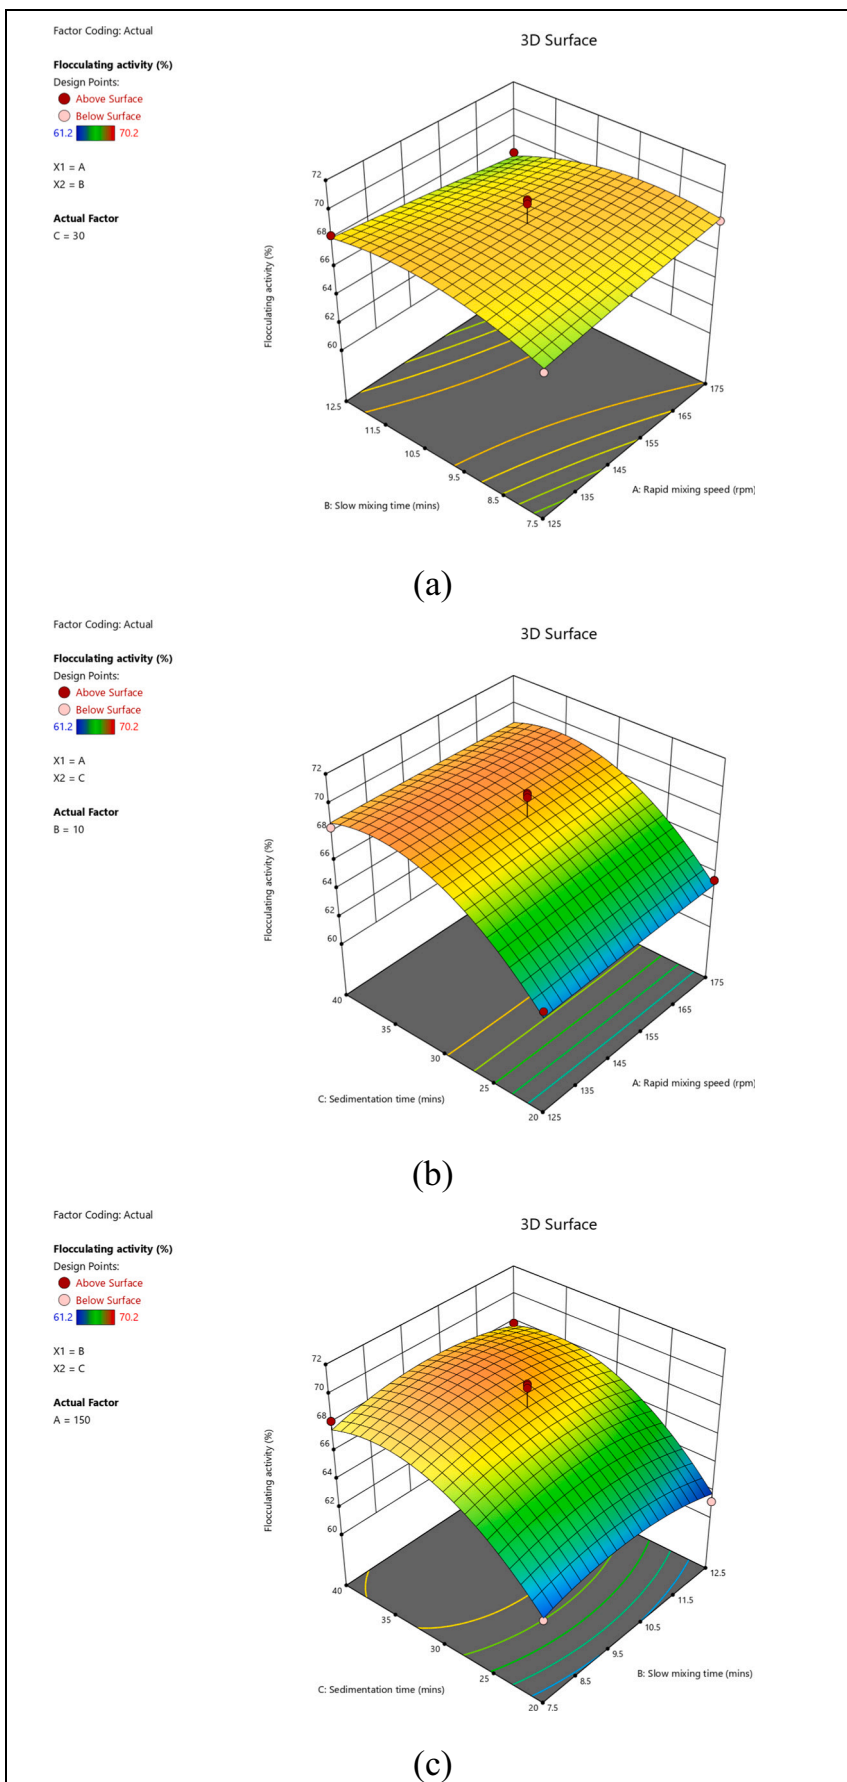 Factor Coding: Actual
3D Surface
Flocculating activity (%)
Design Points:
Above Surface
Below Surface
61.2 70.2
X1 = A
X2 = B
Actual Factor
C = 30
72
70
68
66
64
62
60
Flocculating activity (%)
12.5
11.5
10.5
9.5
8.5
7.5
B: Slow mixing time (mins)
125
135
145
155
165
175
A: Rapid mixing speed (rpm)
(a)
Factor Coding: Actual
3D Surface
Flocculating activity (%)
Design Points:
Above Surface
Below Surface
61.2 70.2
X1 = A
X2 = C
Actual Factor
B = 10
72
70
68
66
64
62
60
Flocculating activity (%)
40
35
30
25
20
C: Sedimentation time (mins)
125
135
145
155
165
175
A: Rapid mixing speed (rpm)
(b)
Factor Coding: Actual
3D Surface
Flocculating activity (%)
Design Points:
Above Surface
Below Surface
61.2 70.2
X1 = B
X2 = C
Actual Factor
A = 150
72
70
68
66
64
62
60
Flocculating activity (%)
40
35
30
25
20
C: Sedimentation time (mins)
7.5
8.5
9.5
10.5
11.5
12.5
B: Slow mixing time (mins)
(c)